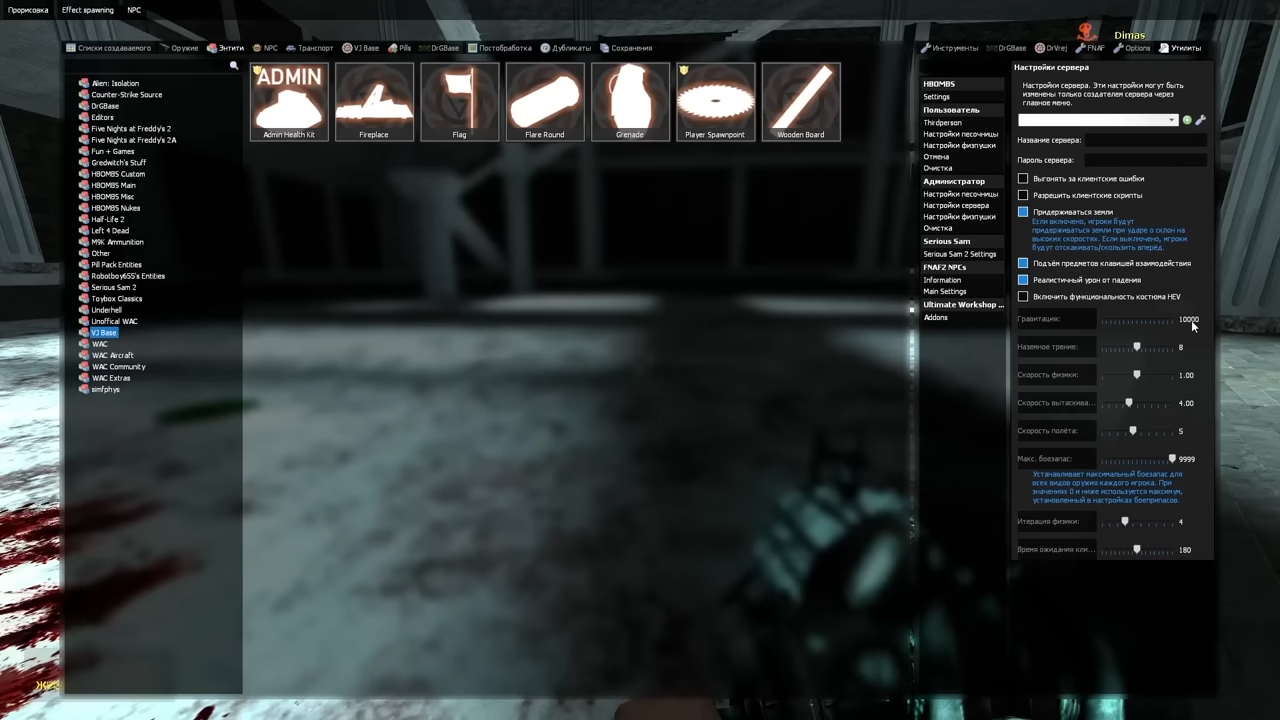 Прорисовка Effect spawning NPC
Dimas
Списки создаваемого Оружие Энтити NPC Транспорт VJ Base Pills DrGBase Постобработка Дубликаты Сохранения
Инструменты DrGBase DrVrej FNAF Options Утилиты
Alien: Isolation
Counter-Strike Source
DrGBase
Editors
Five Nights at Freddy's 2
Five Nights at Freddy's 2A
Fun + Games
Gredwitch's Stuff
HBOMBS Custom
HBOMBS Main
HBOMBS Misc
HBOMBS Nukes
Half-Life 2
Left 4 Dead
M9K Ammunition
Other
Pill Pack Entities
Robotboy655's Entities
Serious Sam 2
Toybox Classics
Underhell
Unoffical WAC
VJ Base
WAC
WAC Aircraft
WAC Community
WAC Extras
simfphys
ADMIN
Admin Health Kit
Fireplace
Flag
Flare Round
Grenade
Player Spawnpoint
Wooden Board
HBOMBS
Settings
Пользователь
Thirdperson
Настройки песочницы
Настройки физпушки
Отмена
Очистка
Администратор
Настройки песочницы
Настройки сервера
Настройки физпушки
Очистка
Serious Sam
Serious Sam 2 Settings
FNAF2 NPCs
Information
Main Settings
Ultimate Workshop ...
Addons
Настройки сервера
Настройки сервера. Эти настройки могут быть
изменены только создателем сервера через
главное меню.
Название сервера:
Пароль сервера:
Выгонять за клиентские ошибки
Разрешить клиентские скрипты
Придерживаться земли
Если включено, игроки будут
придерживаться земли при ударе о склон на
высоких скоростях. Если выключено, игроки
будут отскакивать/скользить вперёд.
Подъём предметов клавишей взаимодействия
Реалистичный урон от падения
Включить функциональность костюма HEV
Гравитация: 10000
Наземное трение: 8
Скорость физики: 1.00
Скорость вытаскива... 4.00
Скорость полёта: 5
Макс. боезапас: 9999
Устанавливает максимальный боезапас для
всех видов оружия каждого игрока. При
значениях 0 и ниже используется максимум,
установленный в настройках боеприпасов.
Итерация физики: 4
Время ожидания кли... 180